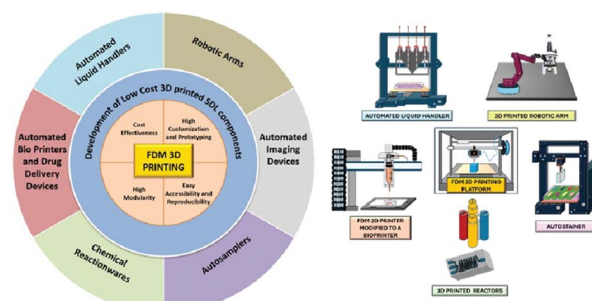 Automated
Liquid Handlers
Robotic Arms
Automated
Imaging
Devices
Autosamplers
Chemical
Reactionwares
Automated
Bio Printers
and Drug
Delivery
Devices
Development of Low Cost 3D printed SDL components
Cost
Effectiveness
High
Customization
and Prototyping
FDM 3D
PRINTING
High
Modularity
Easy
Accessibility and
Reproducibility
AUTOMATED LIQUID HANDLER
3D PRINTED ROBOTIC ARM
FDM 3D PRINTER
MODIFIED TO A
BIOPRINTER
FDM 3D PRINTING
PLATFORM
AUTOSTAINER
3D PRINTED REACTORS